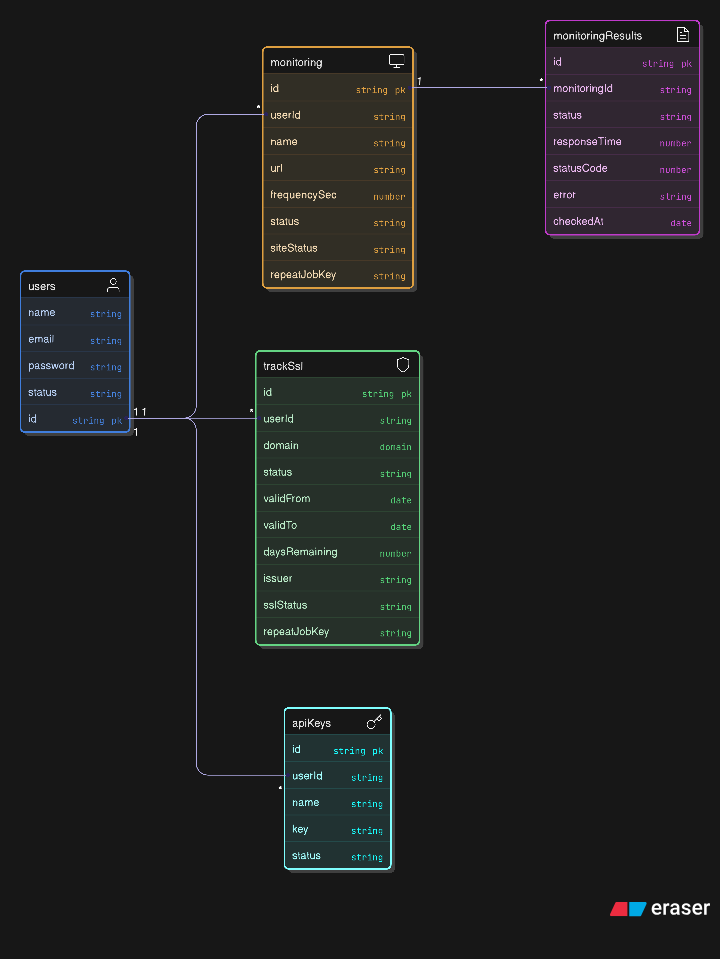 monitoringResults
id string pk
monitoringId string
status string
responseTime number
statusCode number
error string
checkedAt date
monitoring
id string pk
userId string
name string
url string
frequencySec number
status string
siteStatus string
repeatJobKey string
1
*
*
users
name string
email string
password string
status string
id string pk
1 1
1
*
trackSsl
id string pk
userId string
domain domain
status string
validFrom date
validTo date
daysRemaining number
issuer string
sslStatus string
repeatJobKey string
apiKeys
id string pk
userId string
name string
key string
status string
*
eraser